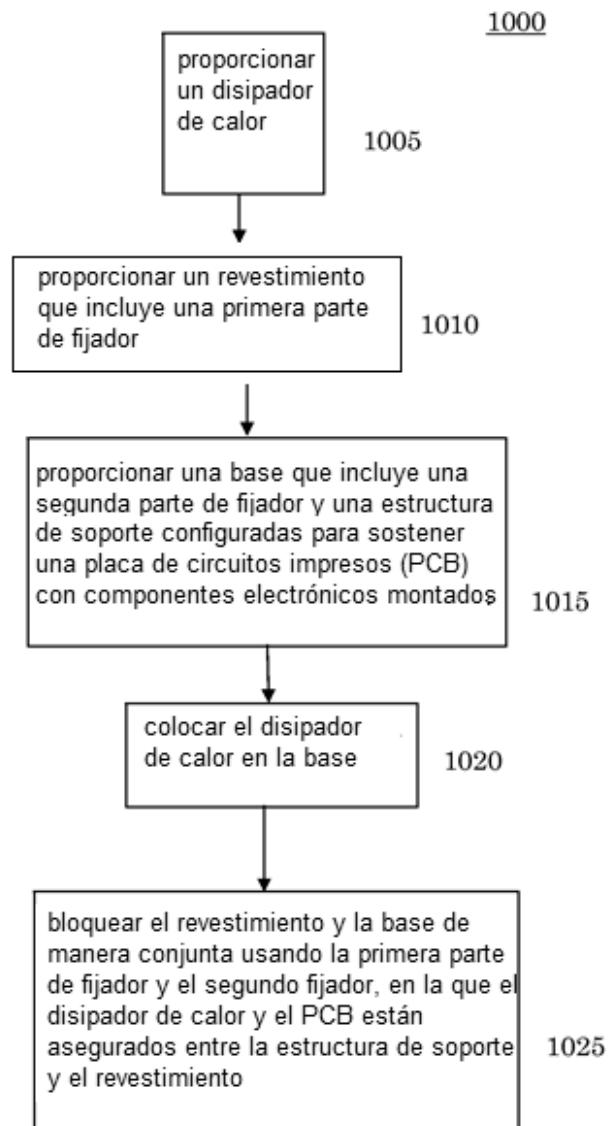 1000
proporcionar
un disipador
de calor
1005
proporcionar un revestimiento
que incluye una primera parte
de fijador
1010
proporcionar una base que incluye una
segunda parte de fijador y una estructura
de soporte configuradas para sostener
una placa de circuitos impresos (PCB)
con componentes electrónicos montados.
1015
colocar el disipador
de calor en la base
1020
bloquear el revestimiento y la base de
manera conjunta usando la primera parte
de fijador y el segundo fijador, en la que el
disipador de calor y el PCB están
asegurados entre la estructura de soporte
y el revestimiento
1025